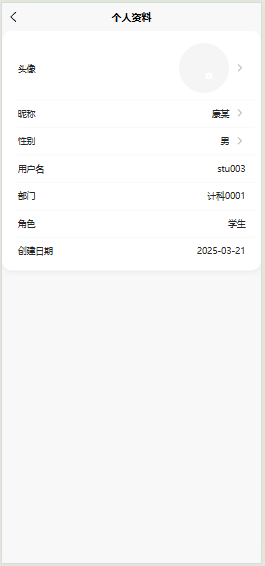 个人资料
头像
昵称 康某
性别 男
用户名 stu003
部门 计科0001
角色 学生
创建日期 2025-03-21